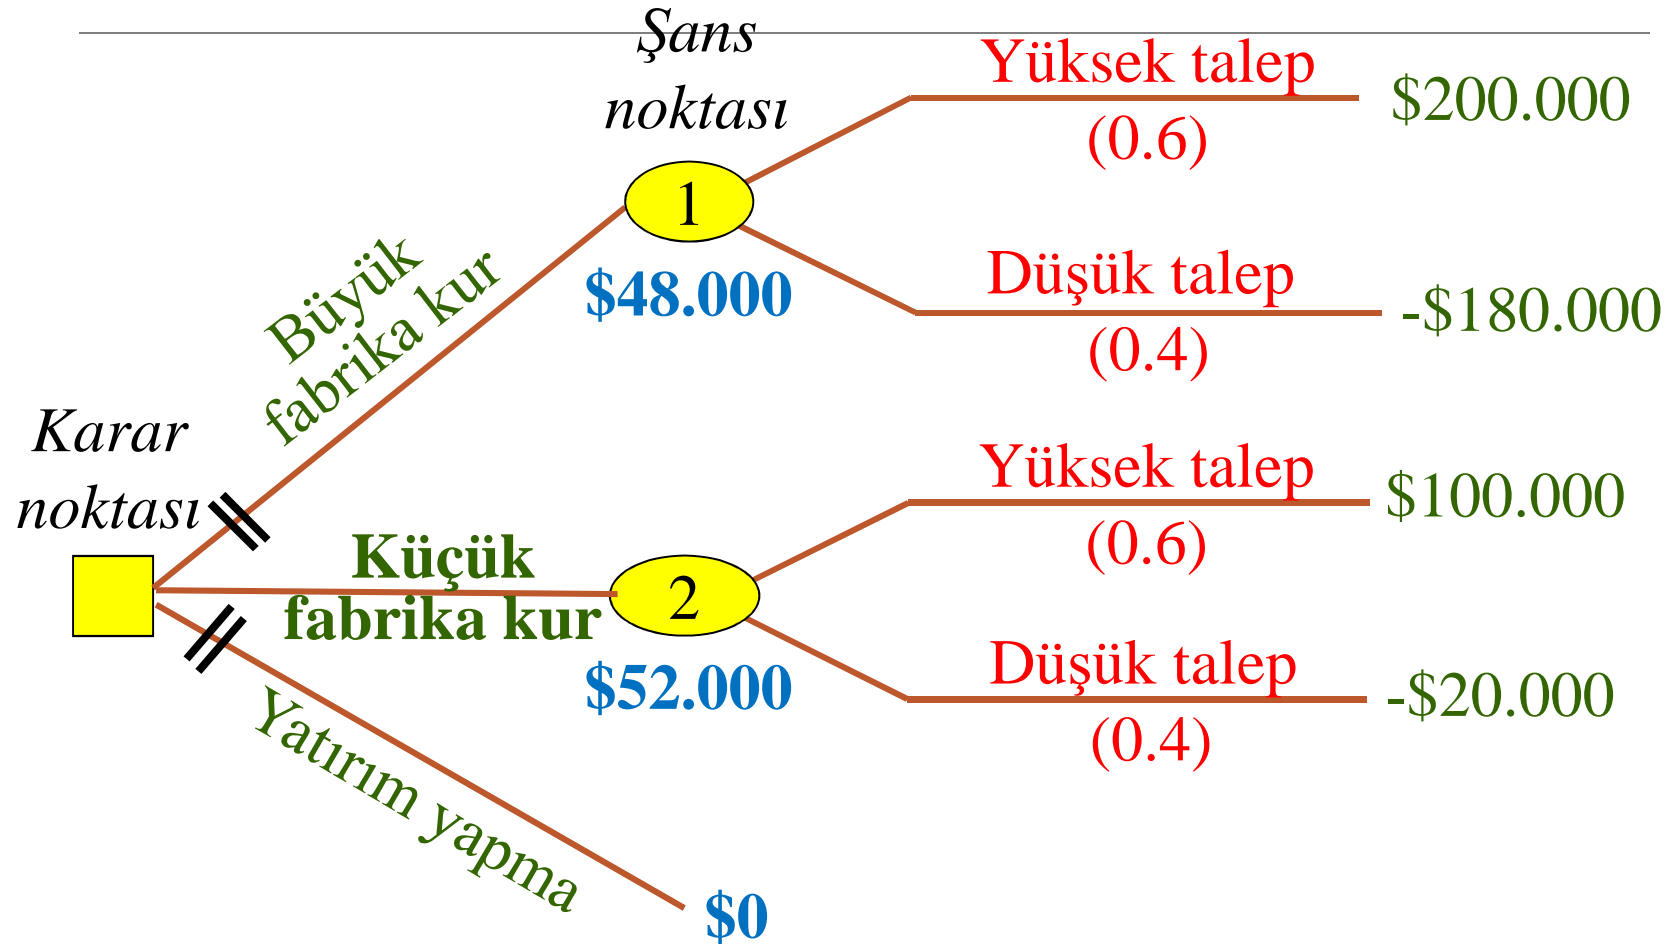 Şans
noktası
Yüksek talep
(0.6)
$200.000
1
$48.000
Düşük talep
(0.4)
-$180.000
Büyük
fabrika kur
Karar
noktası
Küçük
fabrika kur
2
$52.000
Yüksek talep
(0.6)
$100.000
Düşük talep
(0.4)
-$20.000
Yatırım yapma
$0